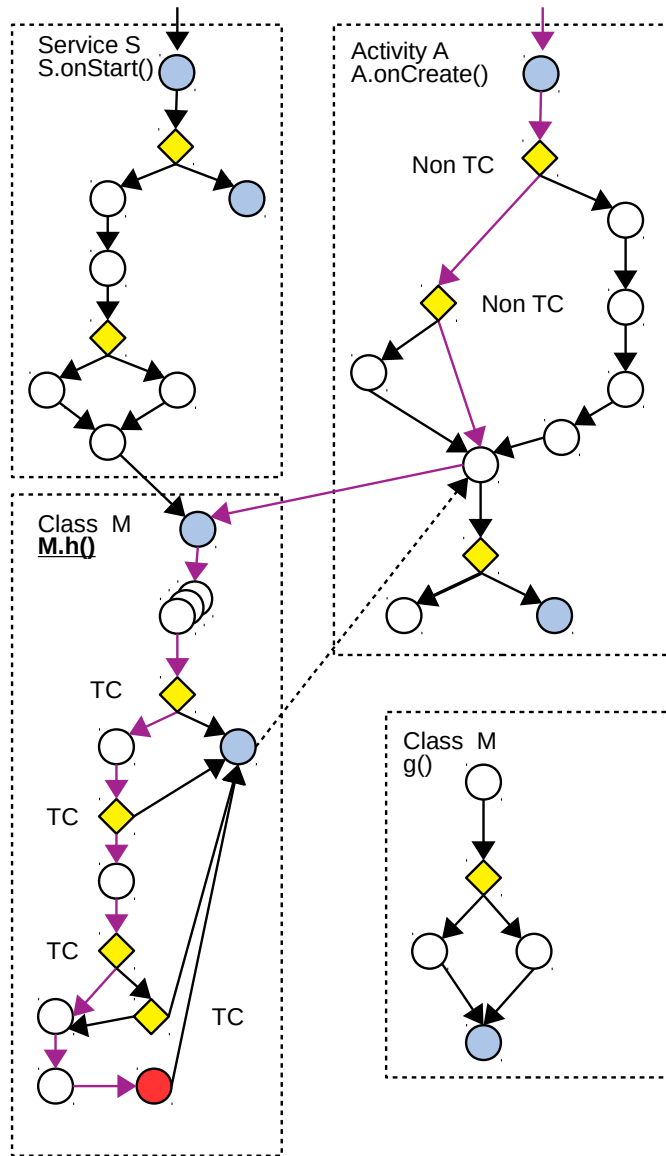 Service S
S.onStart()
Activity A
A.onCreate()
Non TC
Non TC
Class M
M.h()
TC
TC
TC
TC
Class M
g()